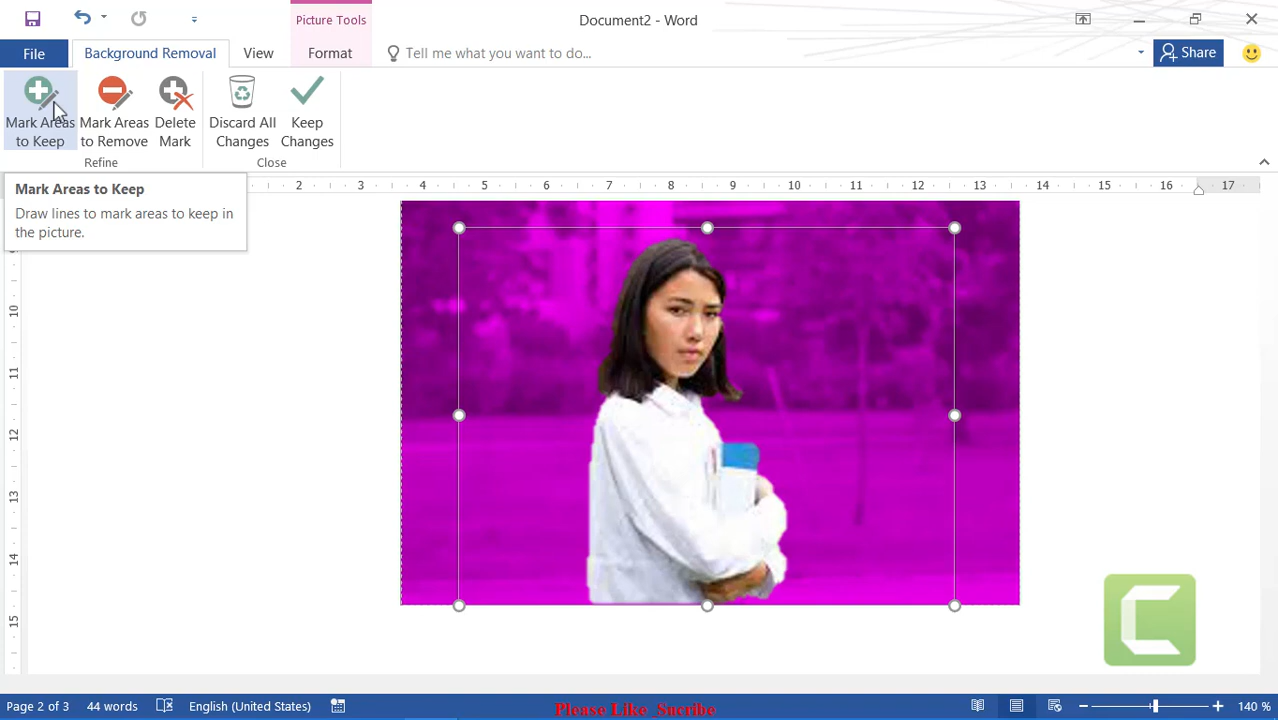 Picture Tools
Document2 - Word
File
Background Removal
View
Format
Tell me what you want to do...
Share
Mark Areas to Keep
Mark Areas to Remove
Delete Mark
Discard All Changes
Keep Changes
Refine
Close
Mark Areas to Keep
Draw lines to mark areas to keep in
the picture.
2 3 4 5 6 7 8 9 10 11 12 13 14 15 16 17
10
11
12
13
14
15
Page 2 of 3
44 words
English (United States)
Please Like Sucribe
140 %